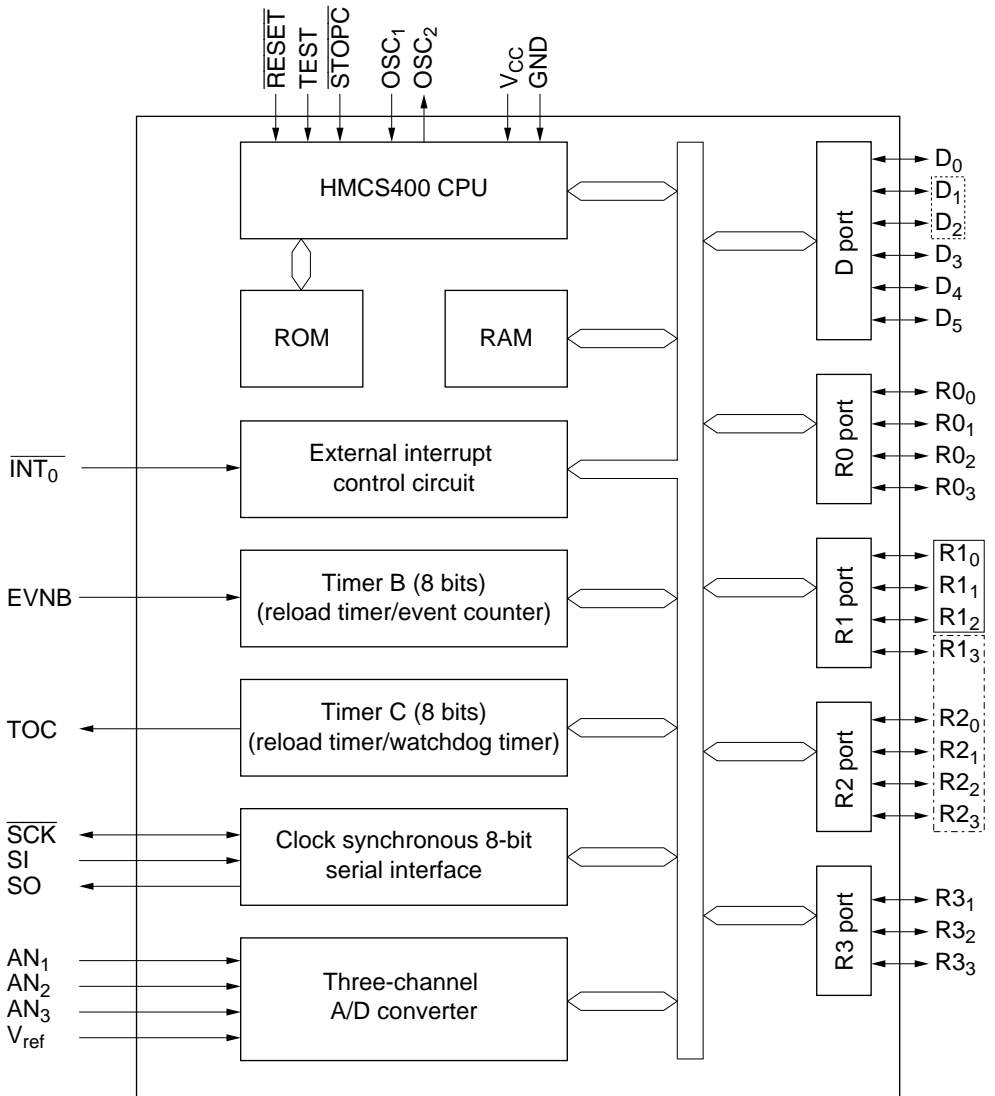 RESET
TEST
STOPC
OSC1
OSC2
VCC
GND
HMCS400 CPU
ROM
RAM
External interrupt
control circuit
INT0
Timer B (8 bits)
(reload timer/event counter)
EVNB
Timer C (8 bits)
(reload timer/watchdog timer)
TOC
Clock synchronous 8-bit
serial interface
SCK
SI
SO
Three-channel
A/D converter
AN1
AN2
AN3
Vref
D port
D0
D1
D2
D3
D4
D5
R0 port
R00
R01
R02
R03
R1 port
R10
R11
R12
R13
R2 port
R20
R21
R22
R23
R3 port
R31
R32
R33